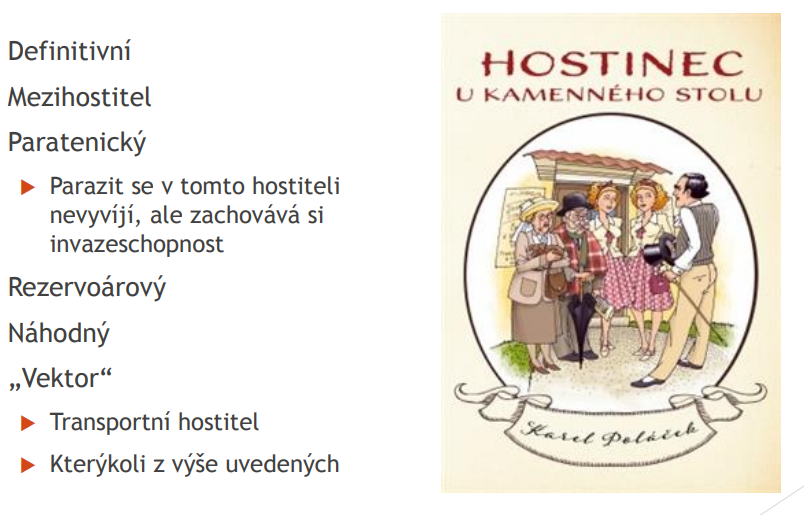 Definitivní
Mezihostitel
Paratenický
Parazit se v tomto hostiteli
nevyvíjí, ale zachovává si
invazeschopnost
Rezervoárový
Náhodný
„Vektor“
Transportní hostitel
Kterýkoli z výše uvedených
HOSTINEC
U KAMENNÉHO STOLU
Karel Poláček